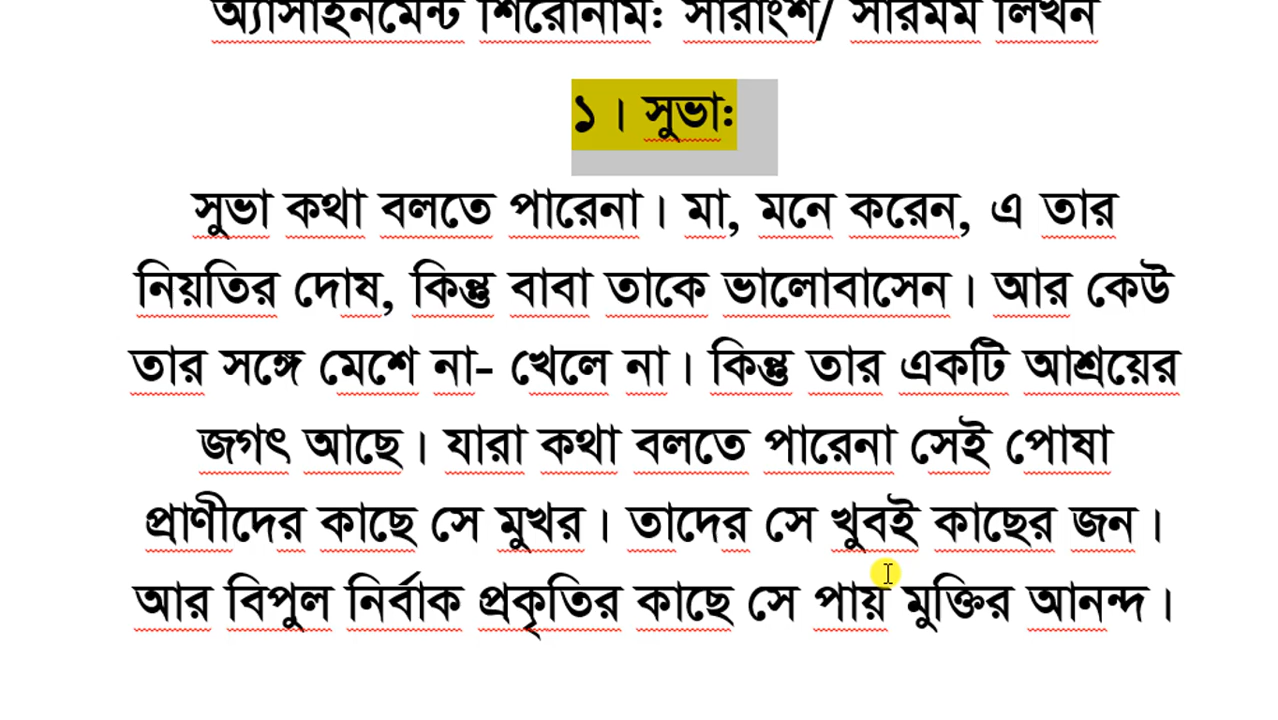 অ্যাসাইনমেন্ট শিরোনাম: সারাংশ/ সারমর্ম লিখন
১। সুভা:
সুভা কথা বলতে পারেনা। মা, মনে করেন, এ তার
নিয়তির দোষ, কিন্তু বাবা তাকে ভালোবাসেন। আর কেউ
তার সঙ্গে মেশে না- খেলে না। কিন্তু তার একটি আশ্রয়ের
জগৎ আছে। যারা কথা বলতে পারেনা সেই পোষা
প্রাণীদের কাছে সে মুখর। তাদের সে খুবই কাছের জন।
আর বিপুল নির্বাক প্রকৃতির কাছে সে পায় মুক্তির আনন্দ।